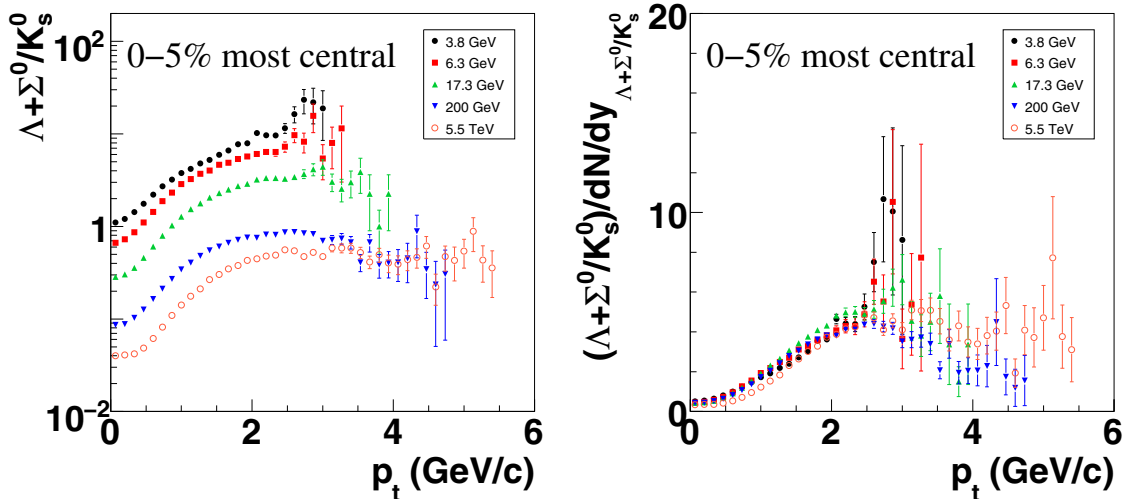 Λ+Σ⁰/K⁰ₛ
10²
1
10⁻²
0–5% most central
3.8 GeV
6.3 GeV
17.3 GeV
200 GeV
5.5 TeV
0 2 4 6
pₜ (GeV/c)
(Λ+Σ⁰/K⁰ₛ)/dN/dy^Λ+Σ⁰/K⁰ₛ
20
10
0
0–5% most central
3.8 GeV
6.3 GeV
17.3 GeV
200 GeV
5.5 TeV
0 2 4 6
pₜ (GeV/c)